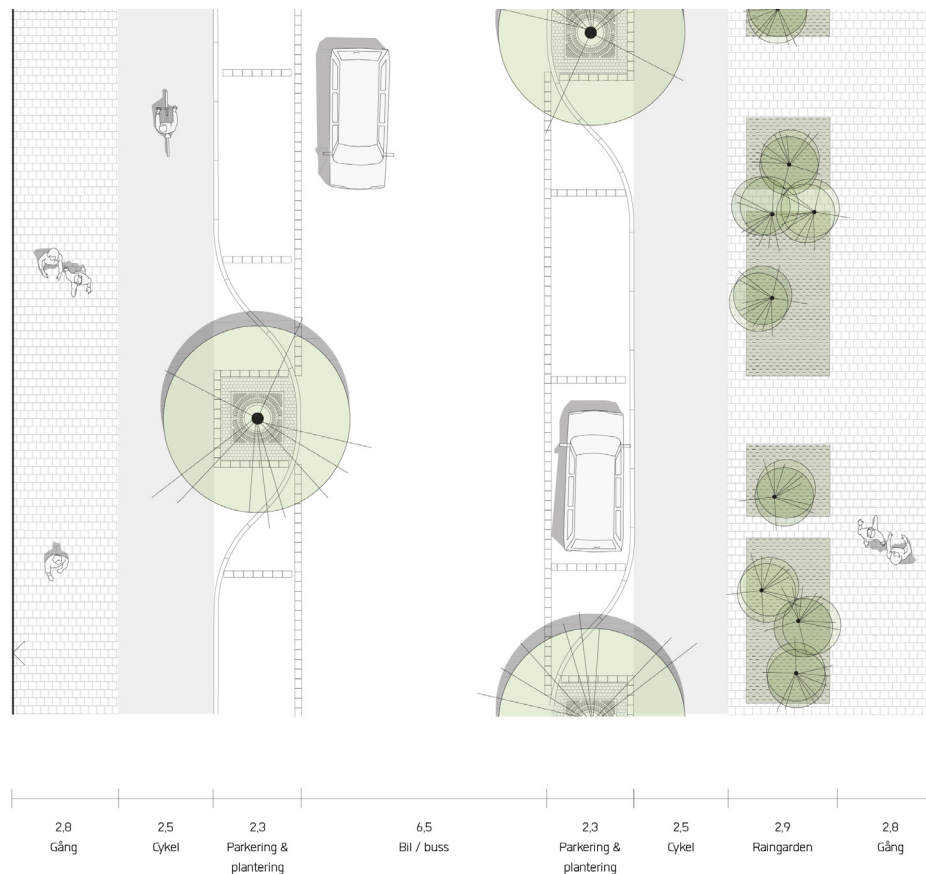 2,8
Gång
2,5
Cykel
2,3
Parkering &
plantering
6,5
Bil / buss
2,3
Parkering &
plantering
2,5
Cykel
2,9
Raingarden
2,8
Gång